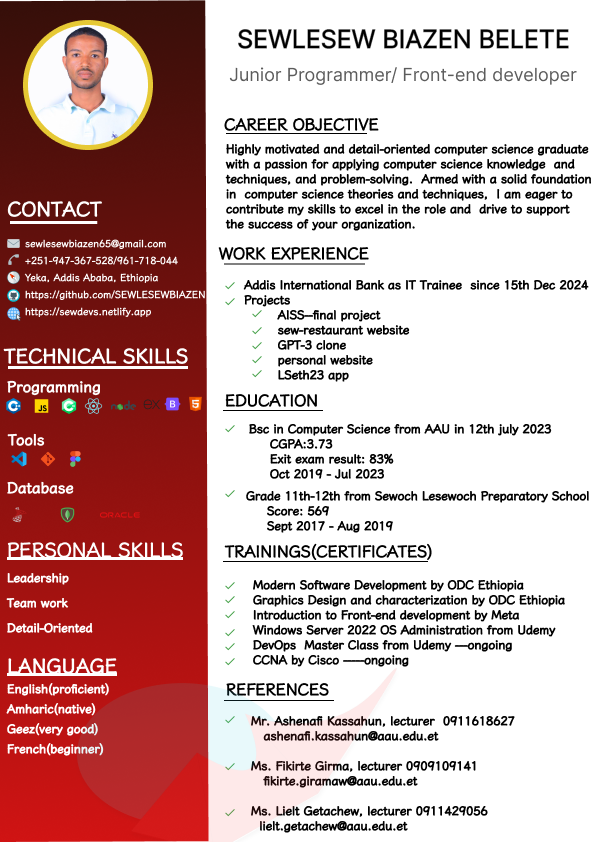 SEWLESEW BIAZEN BELETE
Junior Programmer/ Front-end developer
CONTACT
sewlesewbiazen65@gmail.com
+251-947-367-528/961-718-044
Yeka, Addis Ababa, Ethiopia
https://github.com/SEWLESEWBIAZEN
https://sewdevs.netlify.app
TECHNICAL SKILLS
Programming
JS
node
ex
B
5
Tools
Database
ORACLE
PERSONAL SKILLS
Leadership
Team work
Detail-Oriented
LANGUAGE
English(proficient)
Amharic(native)
Geez(very good)
French(beginner)
CAREER OBJECTIVE
Highly motivated and detail-oriented computer science graduate
with a passion for applying computer science knowledge and
techniques, and problem-solving. Armed with a solid foundation
in computer science theories and techniques, I am eager to
contribute my skills to excel in the role and drive to support
the success of your organization.
WORK EXPERIENCE
Addis International Bank as IT Trainee since 15th Dec 2024
Projects
AISS—final project
sew-restaurant website
GPT-3 clone
personal website
LSeth23 app
EDUCATION
Bsc in Computer Science from AAU in 12th july 2023
CGPA:3.73
Exit exam result: 83%
Oct 2019 - Jul 2023
Grade 11th-12th from Sewoch Lesewoch Preparatory School
Score: 569
Sept 2017 - Aug 2019
TRAININGS(CERTIFICATES)
Modern Software Development by ODC Ethiopia
Graphics Design and characterization by ODC Ethiopia
Introduction to Front-end development by Meta
Windows Server 2022 OS Administration from Udemy
DevOps Master Class from Udemy —ongoing
CCNA by Cisco —–ongoing
REFERENCES
Mr. Ashenafi Kassahun, lecturer 0911618627
ashenafi.kassahun@aau.edu.et
Ms. Fikirte Girma, lecturer 0909109141
fikirte.giramaw@aau.edu.et
Ms. Lielt Getachew, lecturer 0911429056
lielt.getachew@aau.edu.et